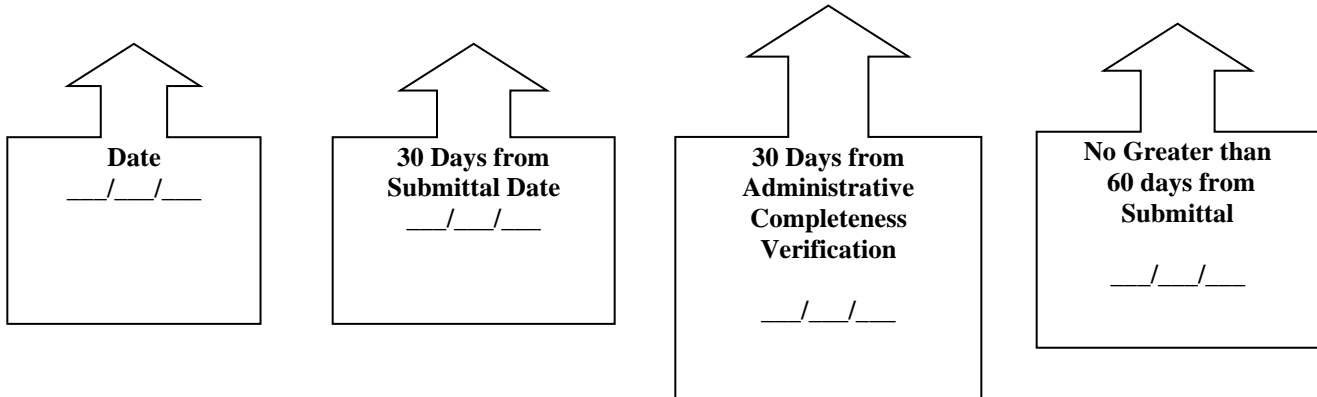 Date
___/___/___
30 Days from
Submittal Date
___/___/___
30 Days from
Administrative
Completeness
Verification
___/___/___
No Greater than
60 days from
Submittal
___/___/___